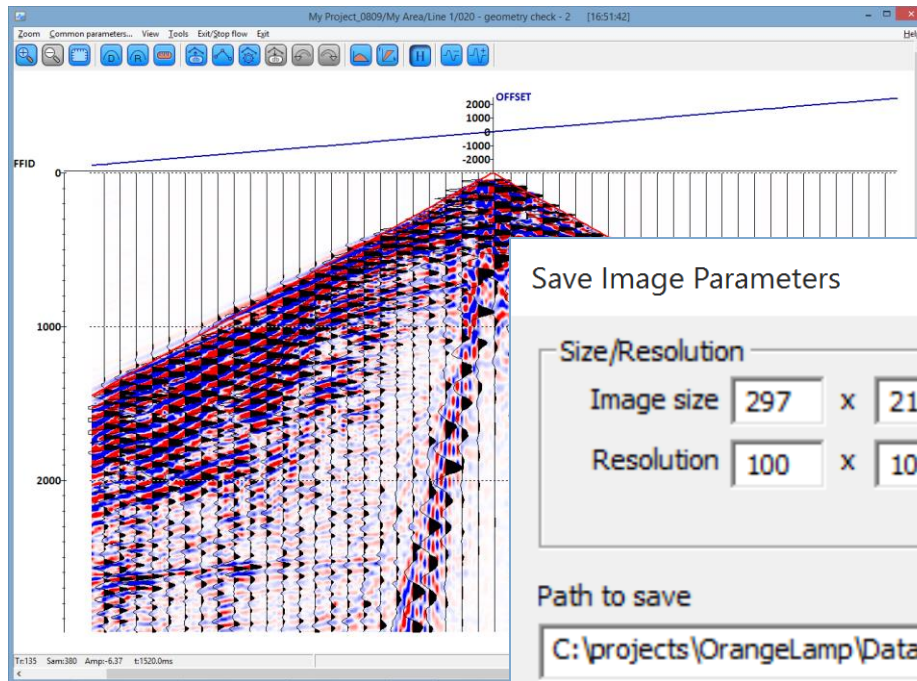 My Project_0809/My Area/Line 1/020 - geometry check - 2 [16:51:42]
Zoom Common parameters... View Tools Exit/Stop flow Exit Help
D R H
OFFSET
2000
1000
0
-1000
-2000
FFID
0
1000
2000
Save Image Parameters
Size/Resolution
Image size 297 x 21
Resolution 100 x 10
Path to save
C:\projects\OrangeLamp\Data
Tr:135 Sam:380 Amp:-6.37 t:1520.0ms